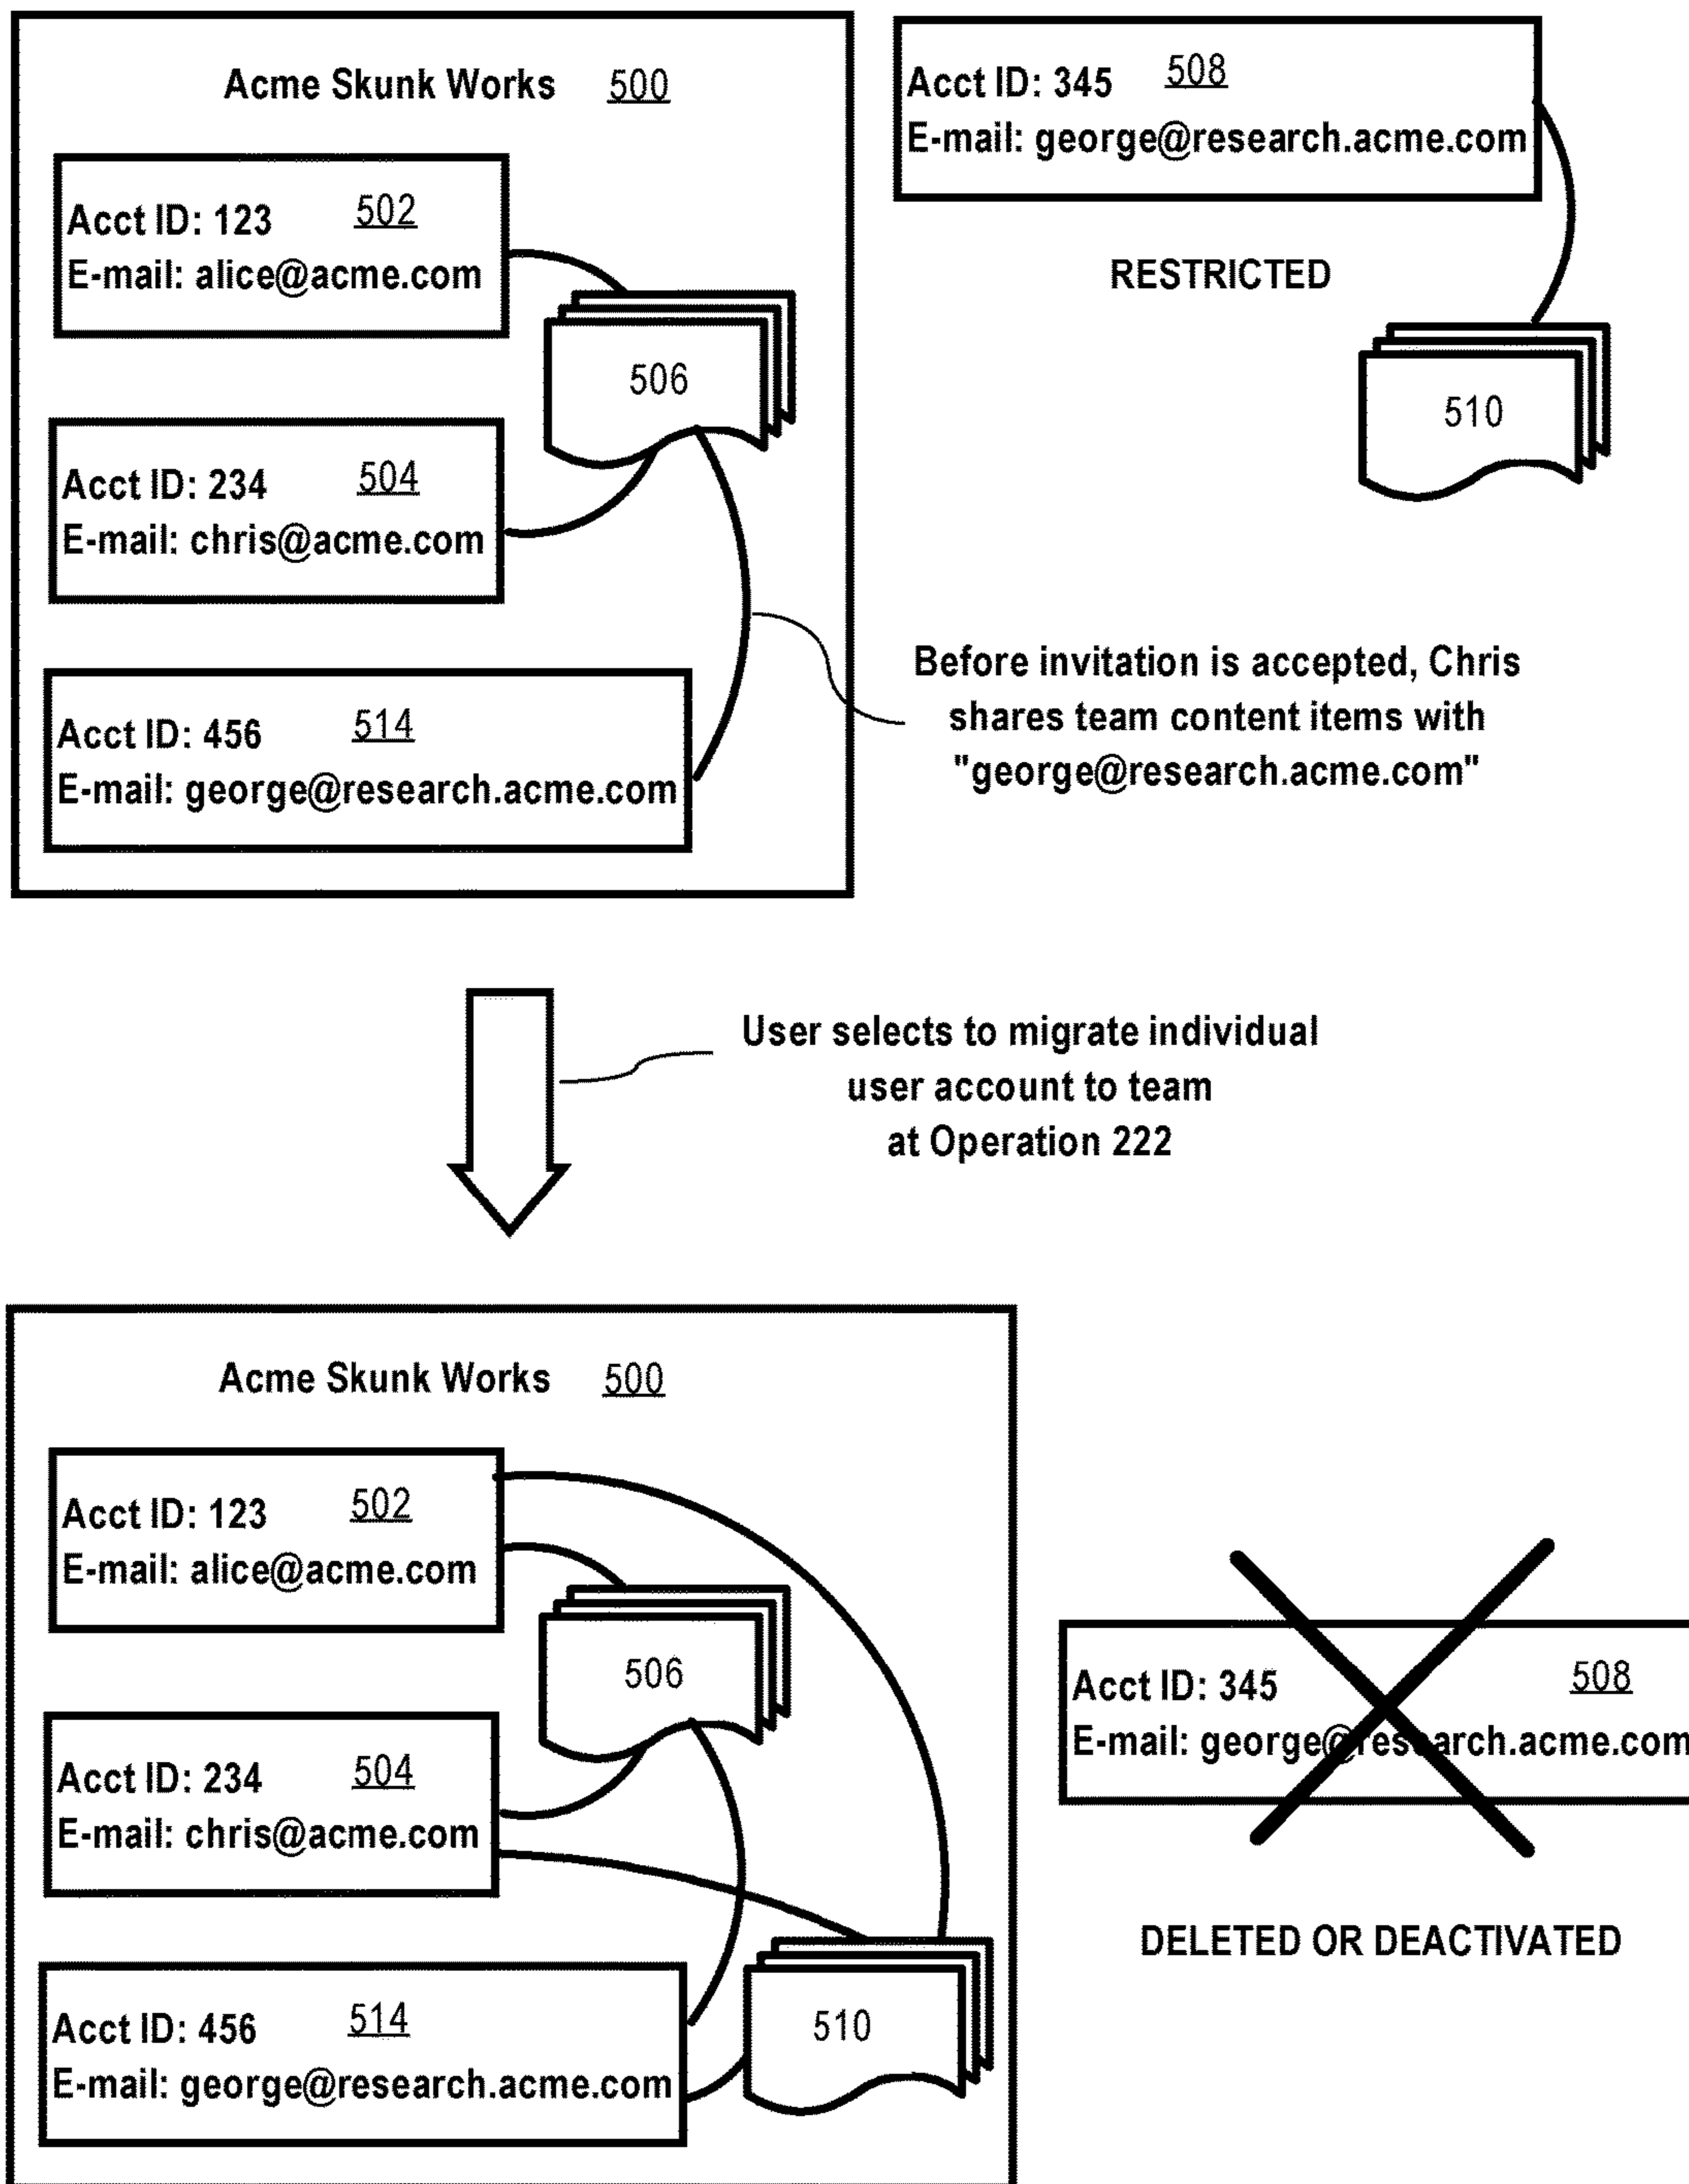 Acme Skunk Works 500
Acct ID: 123 502
E-mail: alice@acme.com
506
Acct ID: 234 504
E-mail: chris@acme.com
Acct ID: 456 514
E-mail: george@research.acme.com
Acct ID: 345 508
E-mail: george@research.acme.com
RESTRICTED
510
Before invitation is accepted, Chris
shares team content items with
"george@research.acme.com"
User selects to migrate individual
user account to team
at Operation 222
Acme Skunk Works 500
Acct ID: 123 502
E-mail: alice@acme.com
506
Acct ID: 234 504
E-mail: chris@acme.com
Acct ID: 456 514
E-mail: george@research.acme.com
510
Acct ID: 345 508
E-mail: george@research.acme.com
DELETED OR DEACTIVATED